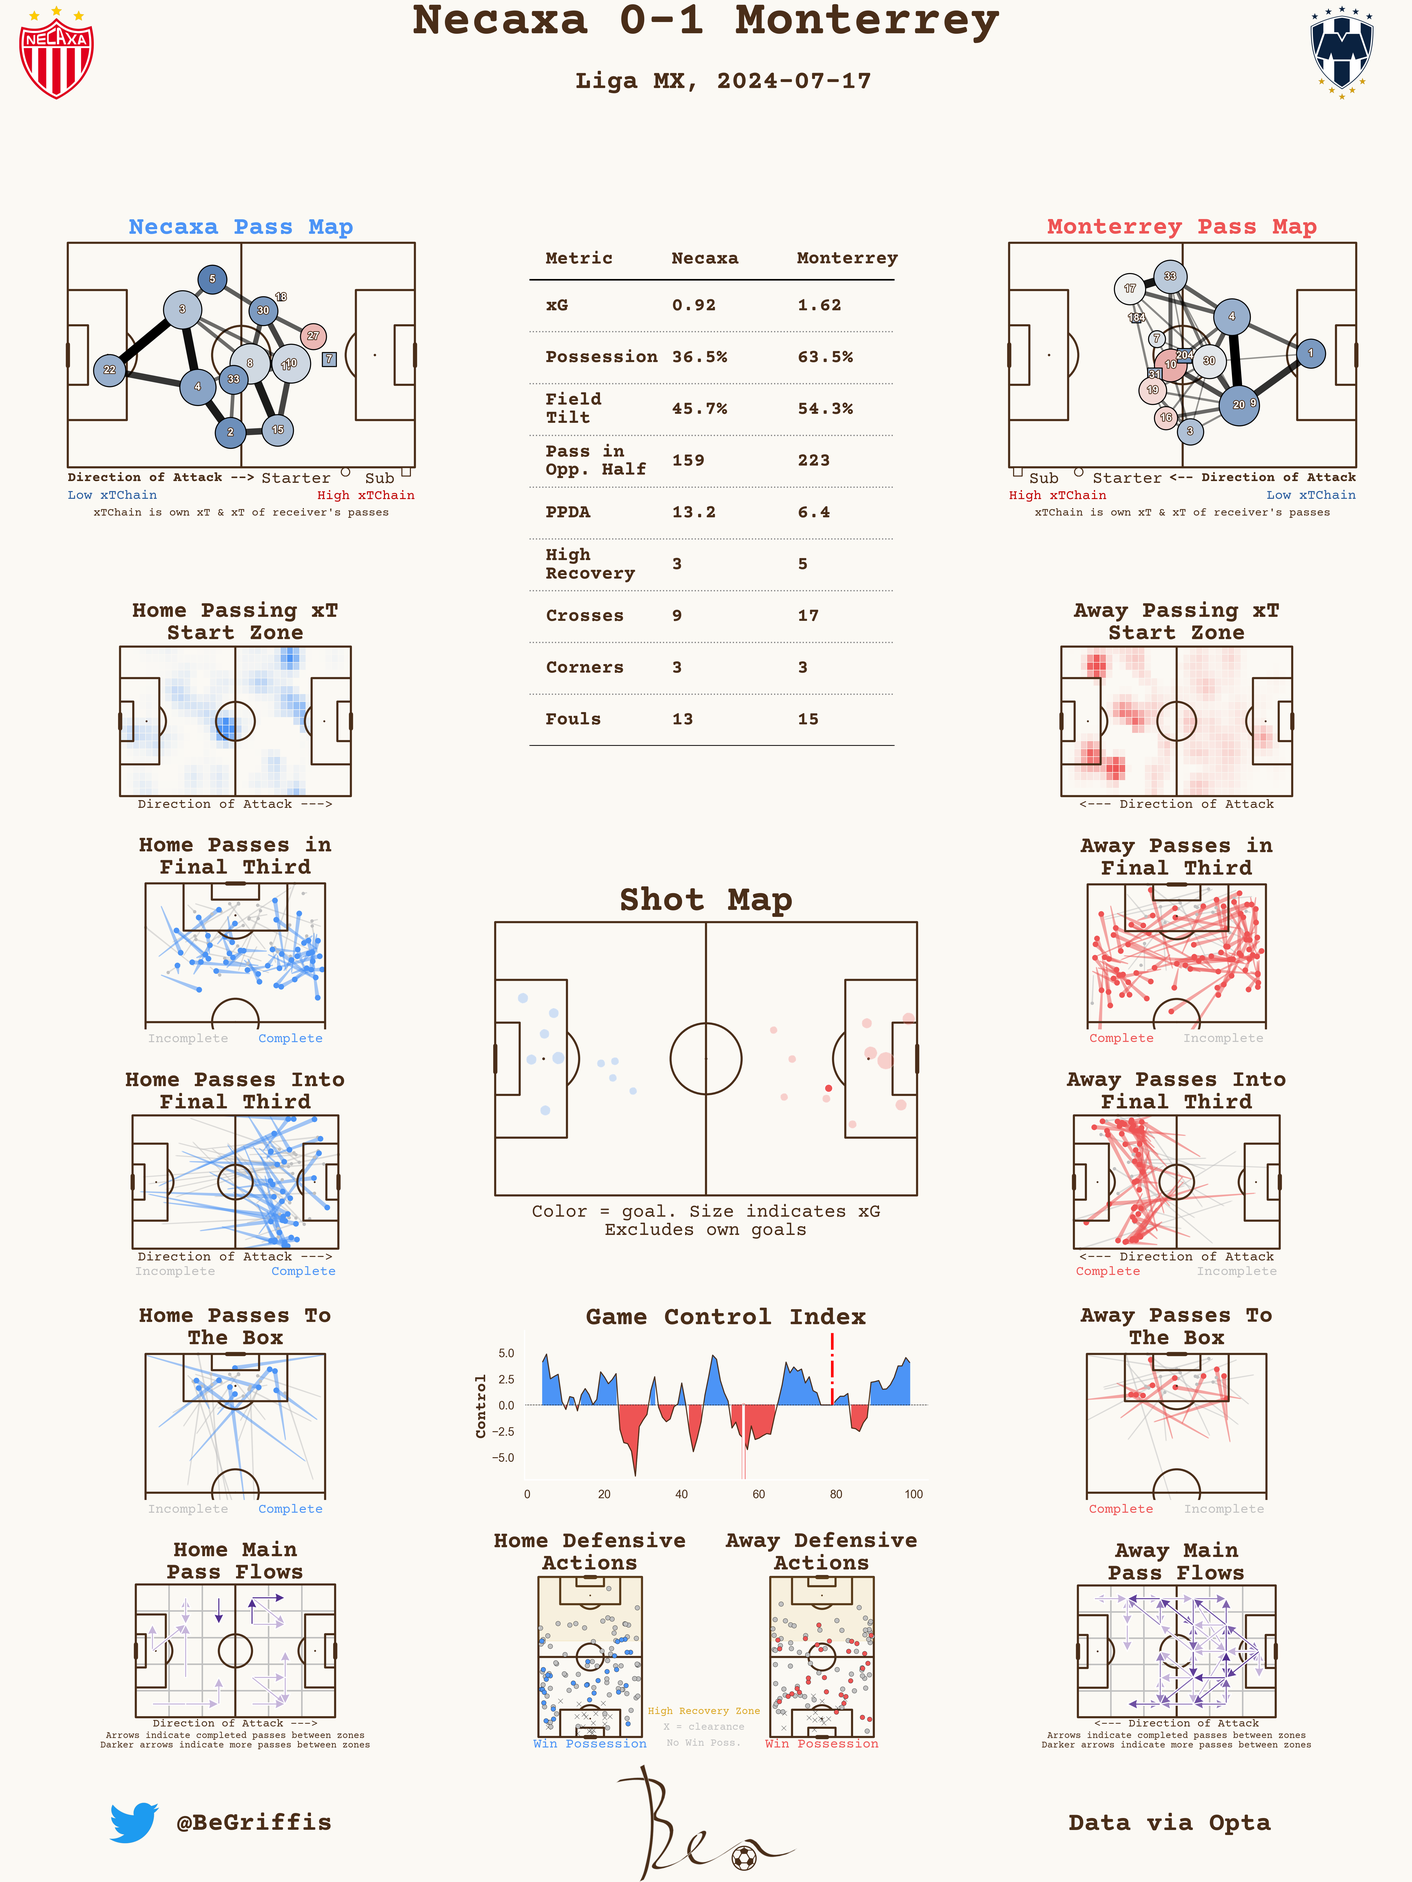 Necaxa 0-1 Monterrey
Liga MX, 2024-07-17
NECAXA
Necaxa Pass Map
5
3
18
30
27
22
8
10
7
4
33
2
15
Direction of Attack --> Starter Sub
Low xTChain High xTChain
xTChain is own xT & xT of receiver's passes
Metric Necaxa Monterrey
xG 0.92 1.62
Possession 36.5% 63.5%
Field
Tilt 45.7% 54.3%
Pass in
Opp. Half 159 223
PPDA 13.2 6.4
High
Recovery 3 5
Crosses 9 17
Corners 3 3
Fouls 13 15
Monterrey Pass Map
33
17
184
4
7
204
1
10
30
31
19
20
9
16
3
Sub Starter <-- Direction of Attack
High xTChain Low xTChain
xTChain is own xT & xT of receiver's passes
Home Passing xT
Start Zone
Direction of Attack --->
Away Passing xT
Start Zone
<--- Direction of Attack
Home Passes in
Final Third
Incomplete Complete
Away Passes in
Final Third
Complete Incomplete
Shot Map
Color = goal. Size indicates xG
Excludes own goals
Home Passes Into
Final Third
Direction of Attack --->
Incomplete Complete
Away Passes Into
Final Third
<--- Direction of Attack
Complete Incomplete
Home Passes To
The Box
Incomplete Complete
Game Control Index
Control
5.0
2.5
0.0
−2.5
−5.0
0 20 40 60 80 100
Away Passes To
The Box
Complete Incomplete
Home Main
Pass Flows
Direction of Attack --->
Arrows indicate completed passes between zones
Darker arrows indicate more passes between zones
Home Defensive
Actions
Win Possession
Away Defensive
Actions
Win Possession
High Recovery Zone
X = clearance
No Win Poss.
Away Main
Pass Flows
<--- Direction of Attack
Arrows indicate completed passes between zones
Darker arrows indicate more passes between zones
@BeGriffis
Ben
Data via Opta